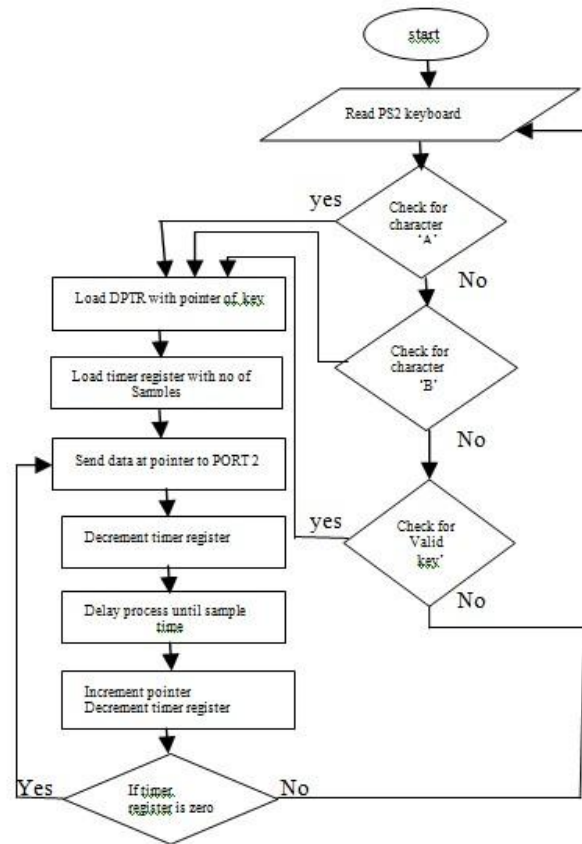 start
Read PS2 keyboard
yes
Check for
character
'A'
No
Load DPTR with pointer of key
Check for
character
'B'
Load timer register with no of
Samples
No
Send data at pointer to PORT 2
yes
Check for
Valid
key'
Decrement timer register
No
Delay process until sample
time
Increment pointer
Decrement timer register
Yes
If timer
register is zero
No